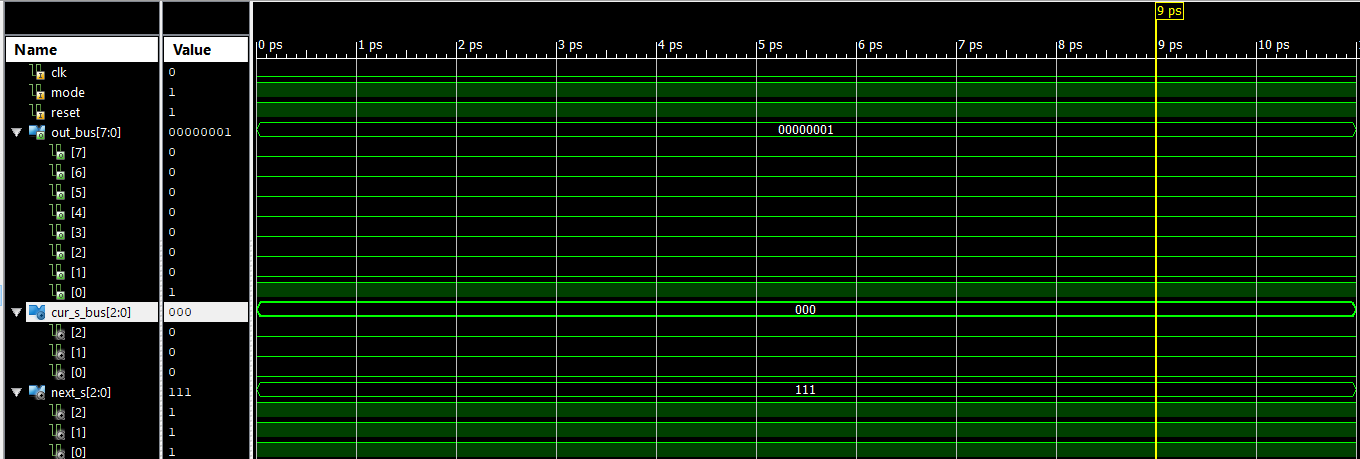 9 ps
Name Value 0 ps 1 ps 2 ps 3 ps 4 ps 5 ps 6 ps 7 ps 8 ps 9 ps 10 ps
clk 0
mode 1
reset 1
out_bus[7:0] 00000001 00000001
[7] 0
[6] 0
[5] 0
[4] 0
[3] 0
[2] 0
[1] 0
[0] 1
cur_s_bus[2:0] 000 000
[2] 0
[1] 0
[0] 0
next_s[2:0] 111 111
[2] 1
[1] 1
[0] 1